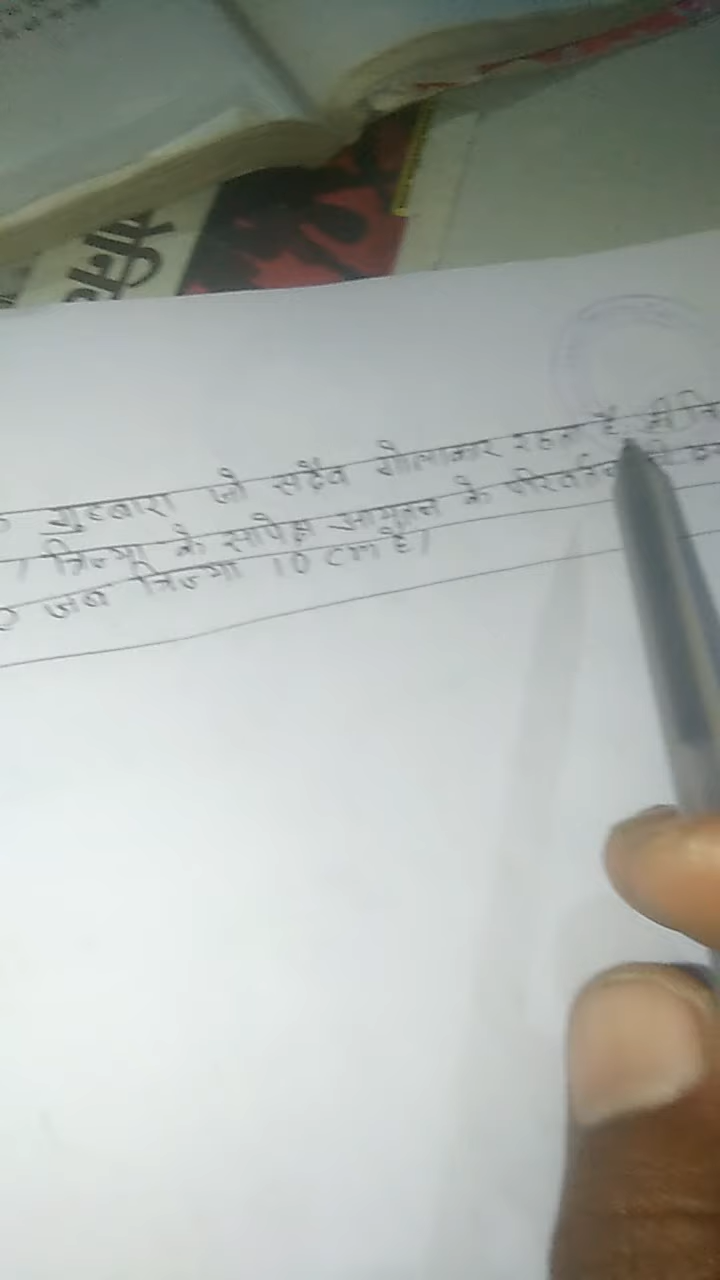 गुब्बारा जो सदैव गोलाकार रहता है की
। त्रिज्या के सापेक्ष आयतन के परिवर्तन
जब त्रिज्या 10 cm है।